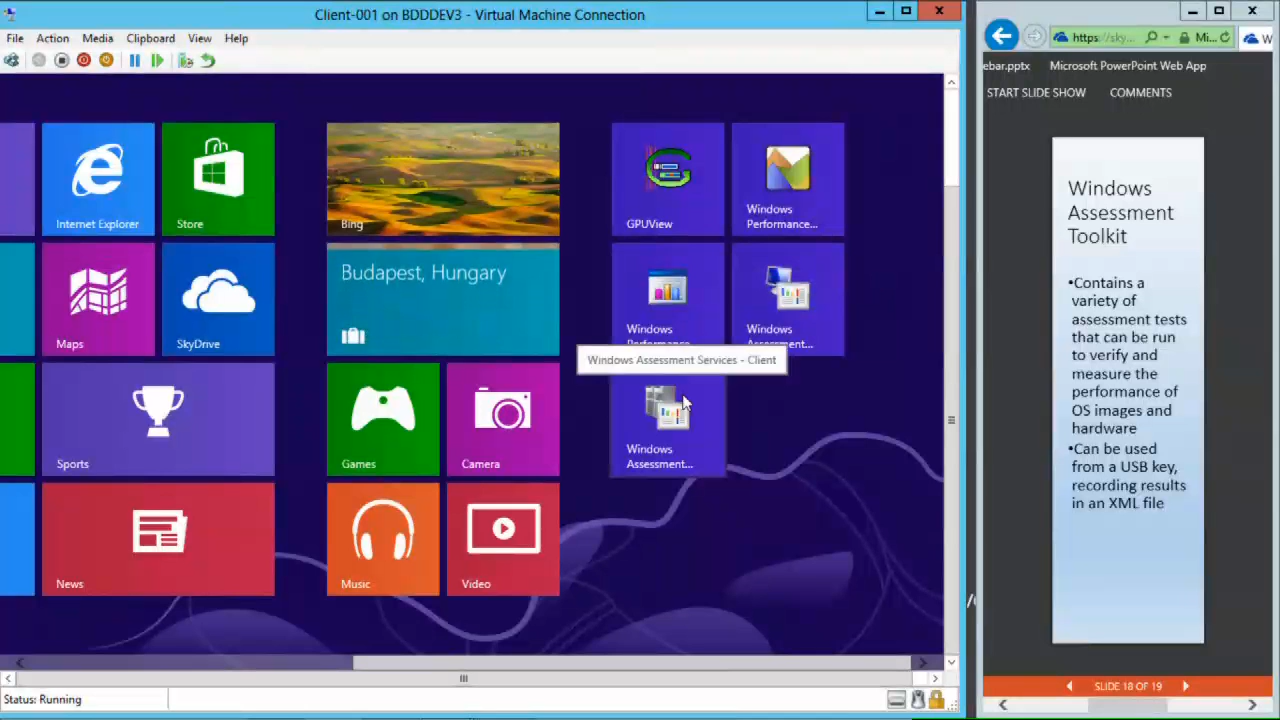 Client-001 on BDDDEV3 - Virtual Machine Connection
File Action Media Clipboard View Help
Internet Explorer
Store
Bing
GPUView
Windows
Performance...
Maps
SkyDrive
Budapest, Hungary
Windows
Performance
Windows
Assessment...
Windows Assessment Services - Client
Sports
Games
Camera
Windows
Assessment...
News
Music
Video
Status: Running
https://sky...
Mi...
W
ebar.pptx Microsoft PowerPoint Web App
START SLIDE SHOW COMMENTS
Windows
Assessment
Toolkit
•Contains a
variety of
assessment tests
that can be run
to verify and
measure the
performance of
OS images and
hardware
•Can be used
from a USB key,
recording results
in an XML file
SLIDE 18 OF 19